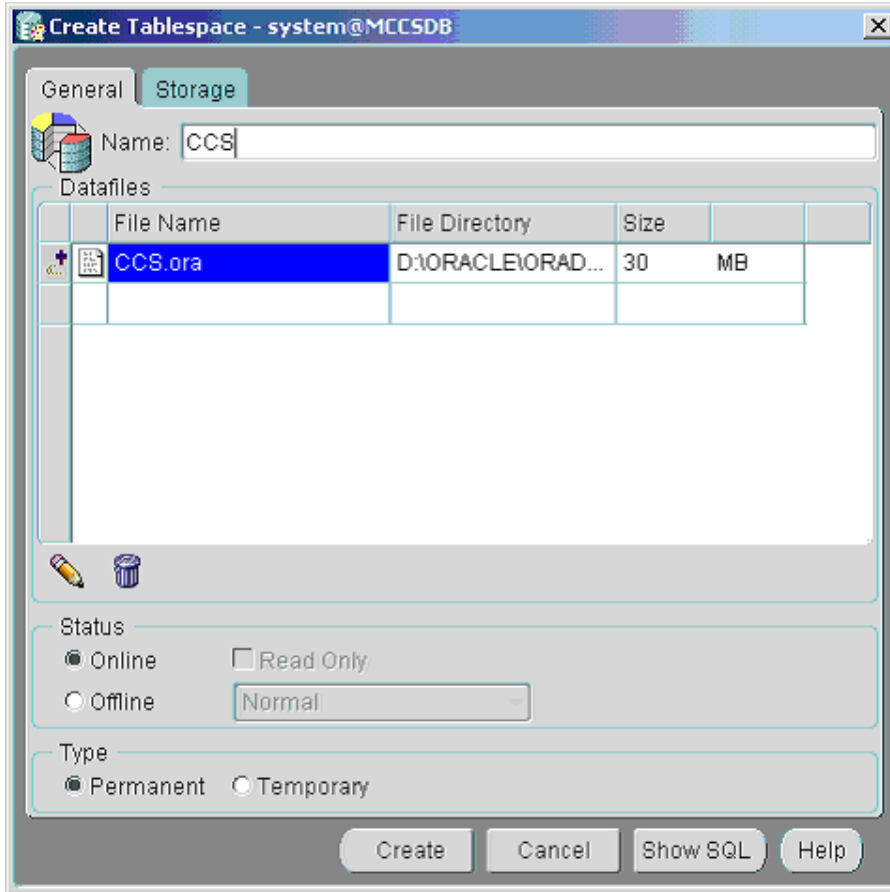 Create Tablespace - system@MCCSDB
General Storage
Name: CCS
Datafiles
File Name File Directory Size
CCS.ora D:\ORACLE\ORAD... 30 MB
Status
Online Read Only
Offline Normal
Type
Permanent Temporary
Create Cancel Show SQL Help